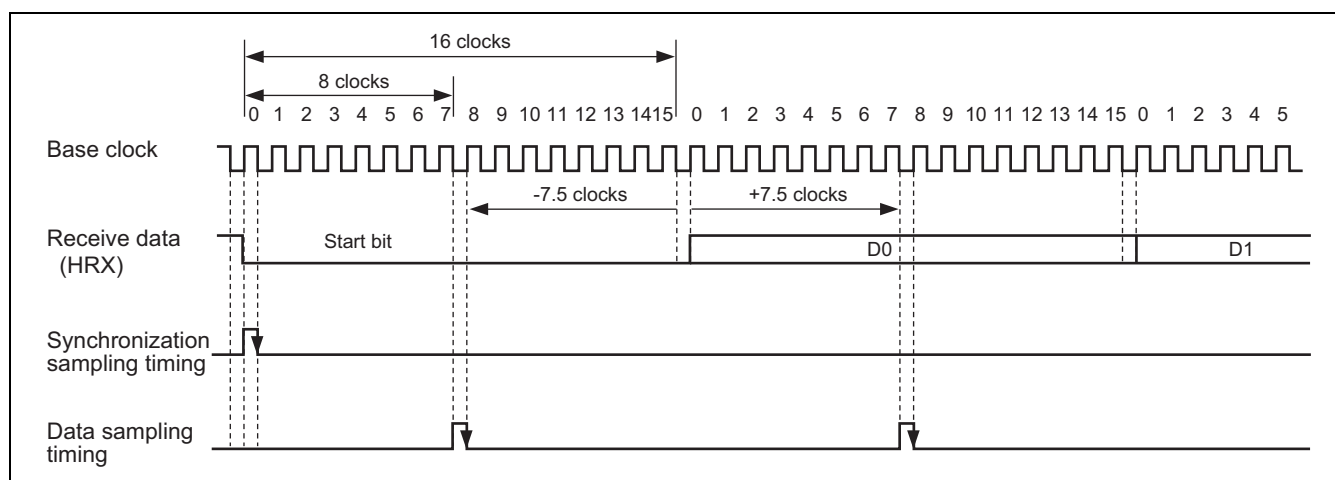 16 clocks
8 clocks
0 1 2 3 4 5 6 7 8 9 10 11 12 13 14 15 0 1 2 3 4 5 6 7 8 9 10 11 12 13 14 15 0 1 2 3 4 5
Base clock
-7.5 clocks +7.5 clocks
Receive data
(HRX)
Start bit D0 D1
Synchronization
sampling timing
Data sampling
timing